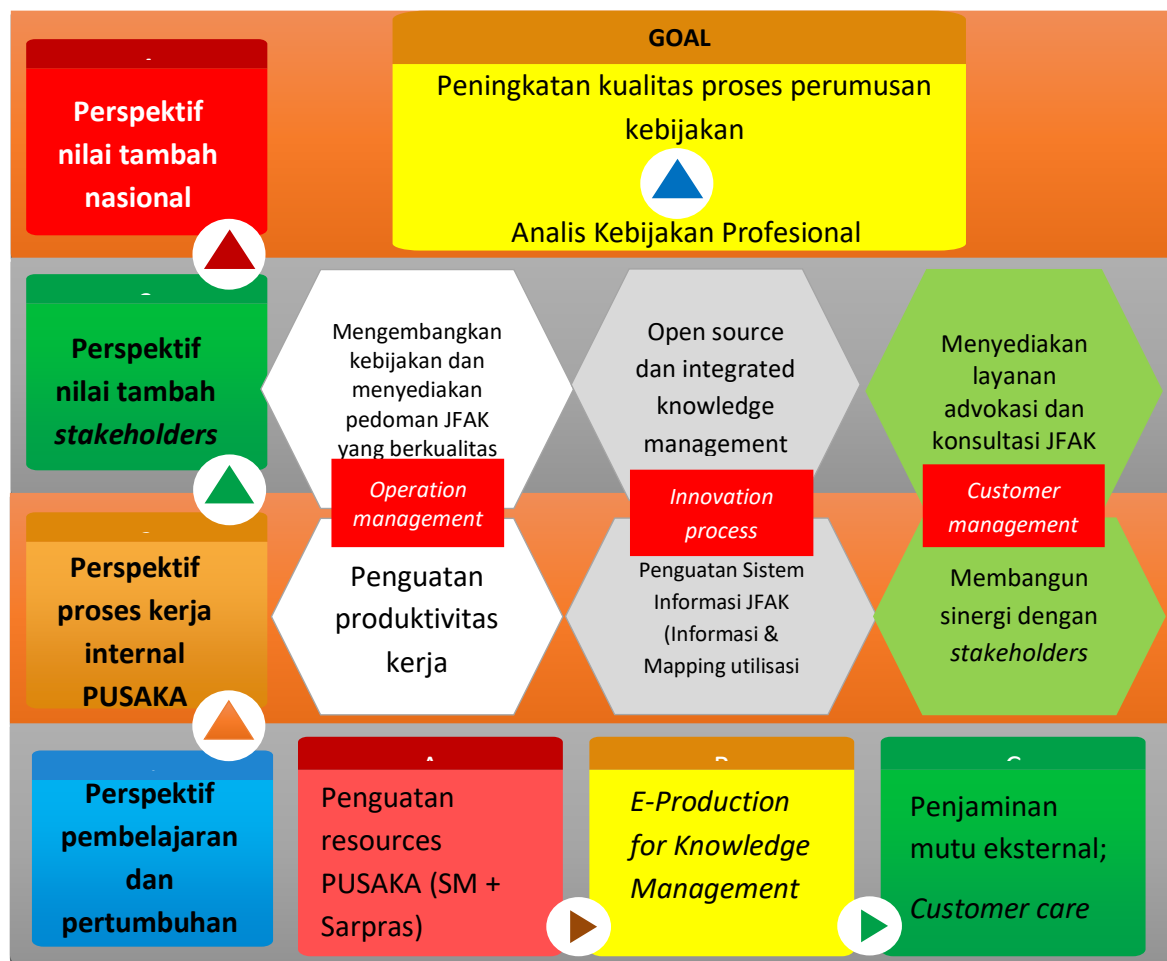 GOAL
Peningkatan kualitas proses perumusan
kebijakan
Analis Kebijakan Profesional
Perspektif
nilai tambah
nasional
Perspektif
nilai tambah
stakeholders
Mengembangkan
kebijakan dan
menyediakan
pedoman JFAK
yang berkualitas
Open source
dan integrated
knowledge
management
Menyediakan
layanan
advokasi dan
konsultasi JFAK
Operation
management
Innovation
process
Customer
management
Perspektif
proses kerja
internal
PUSAKA
Penguatan
produktivitas
kerja
Penguatan Sistem
Informasi JFAK
(Informasi &
Mapping utilisasi
Membangun
sinergi dengan
stakeholders
Perspektif
pembelajaran
dan
pertumbuhan
Penguatan
resources
PUSAKA (SM +
Sarpras)
E-Production
for Knowledge
Management
Penjaminan
mutu eksternal;
Customer care